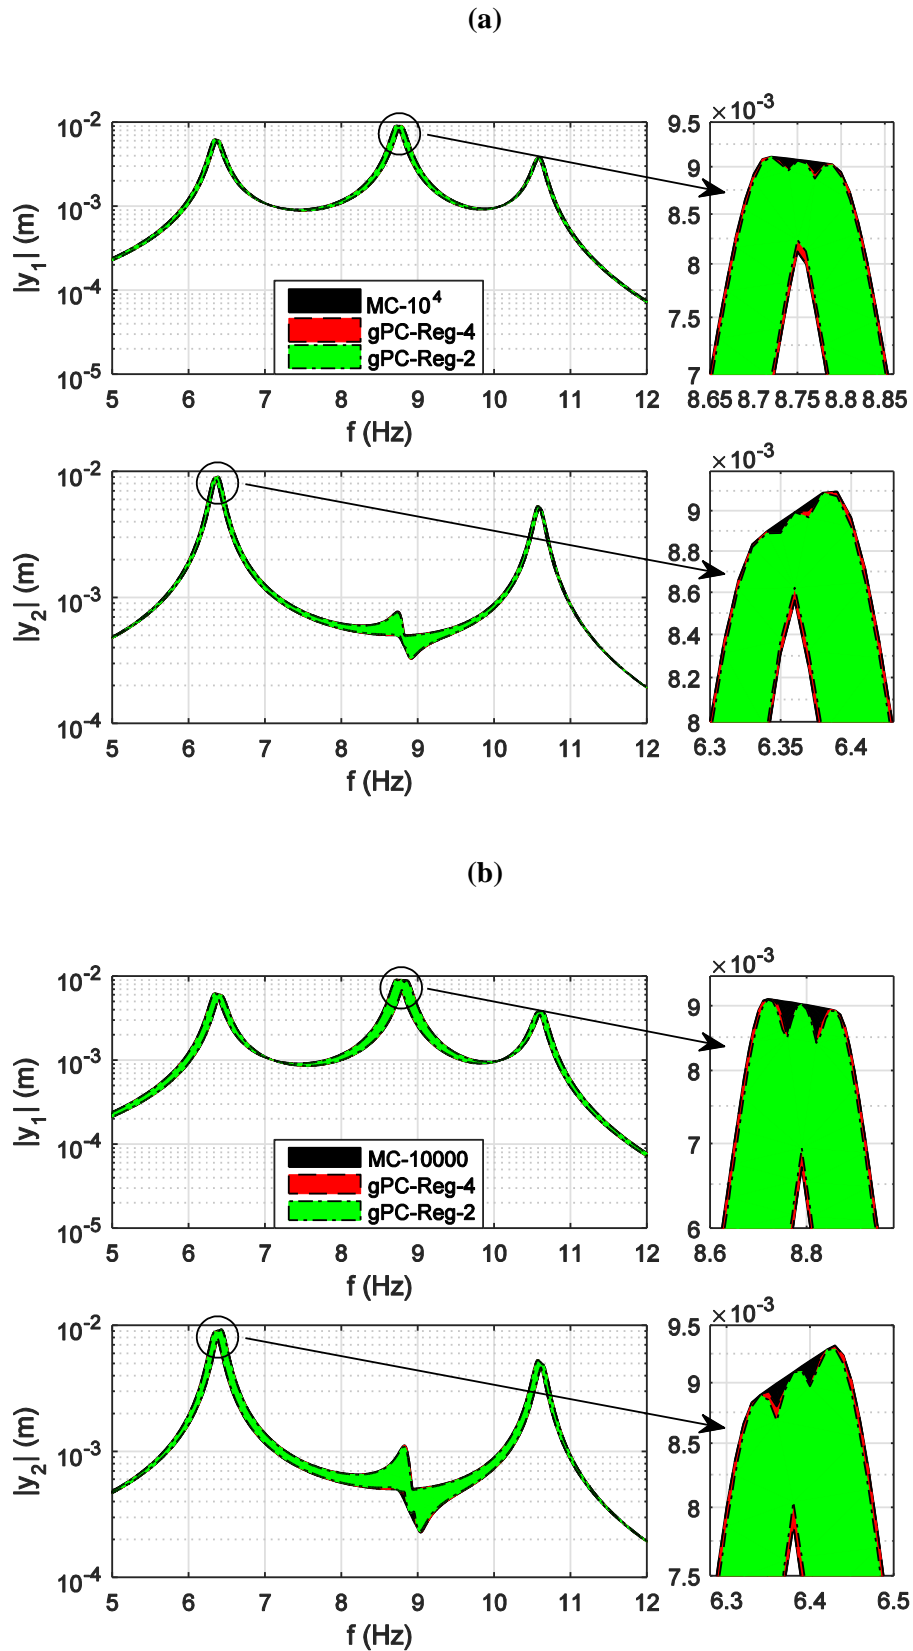 (a)
10^-2
10^-3
10^-4
10^-5
|y_1| (m)
MC-10^4
gPC-Reg-4
gPC-Reg-2
5 6 7 8 9 10 11 12
f (Hz)
×10^-3
9.5
9
8.5
8
7.5
7
8.65 8.7 8.75 8.8 8.85
10^-2
10^-3
10^-4
|y_2| (m)
5 6 7 8 9 10 11 12
f (Hz)
×10^-3
9
8.8
8.6
8.4
8.2
8
6.3 6.35 6.4
(b)
10^-2
10^-3
10^-4
10^-5
|y_1| (m)
MC-10000
gPC-Reg-4
gPC-Reg-2
5 6 7 8 9 10 11 12
f (Hz)
×10^-3
9
8
7
6
8.6 8.8
10^-2
10^-3
10^-4
|y_2| (m)
5 6 7 8 9 10 11 12
f (Hz)
×10^-3
9.5
9
8.5
7.5
6.3 6.4 6.5